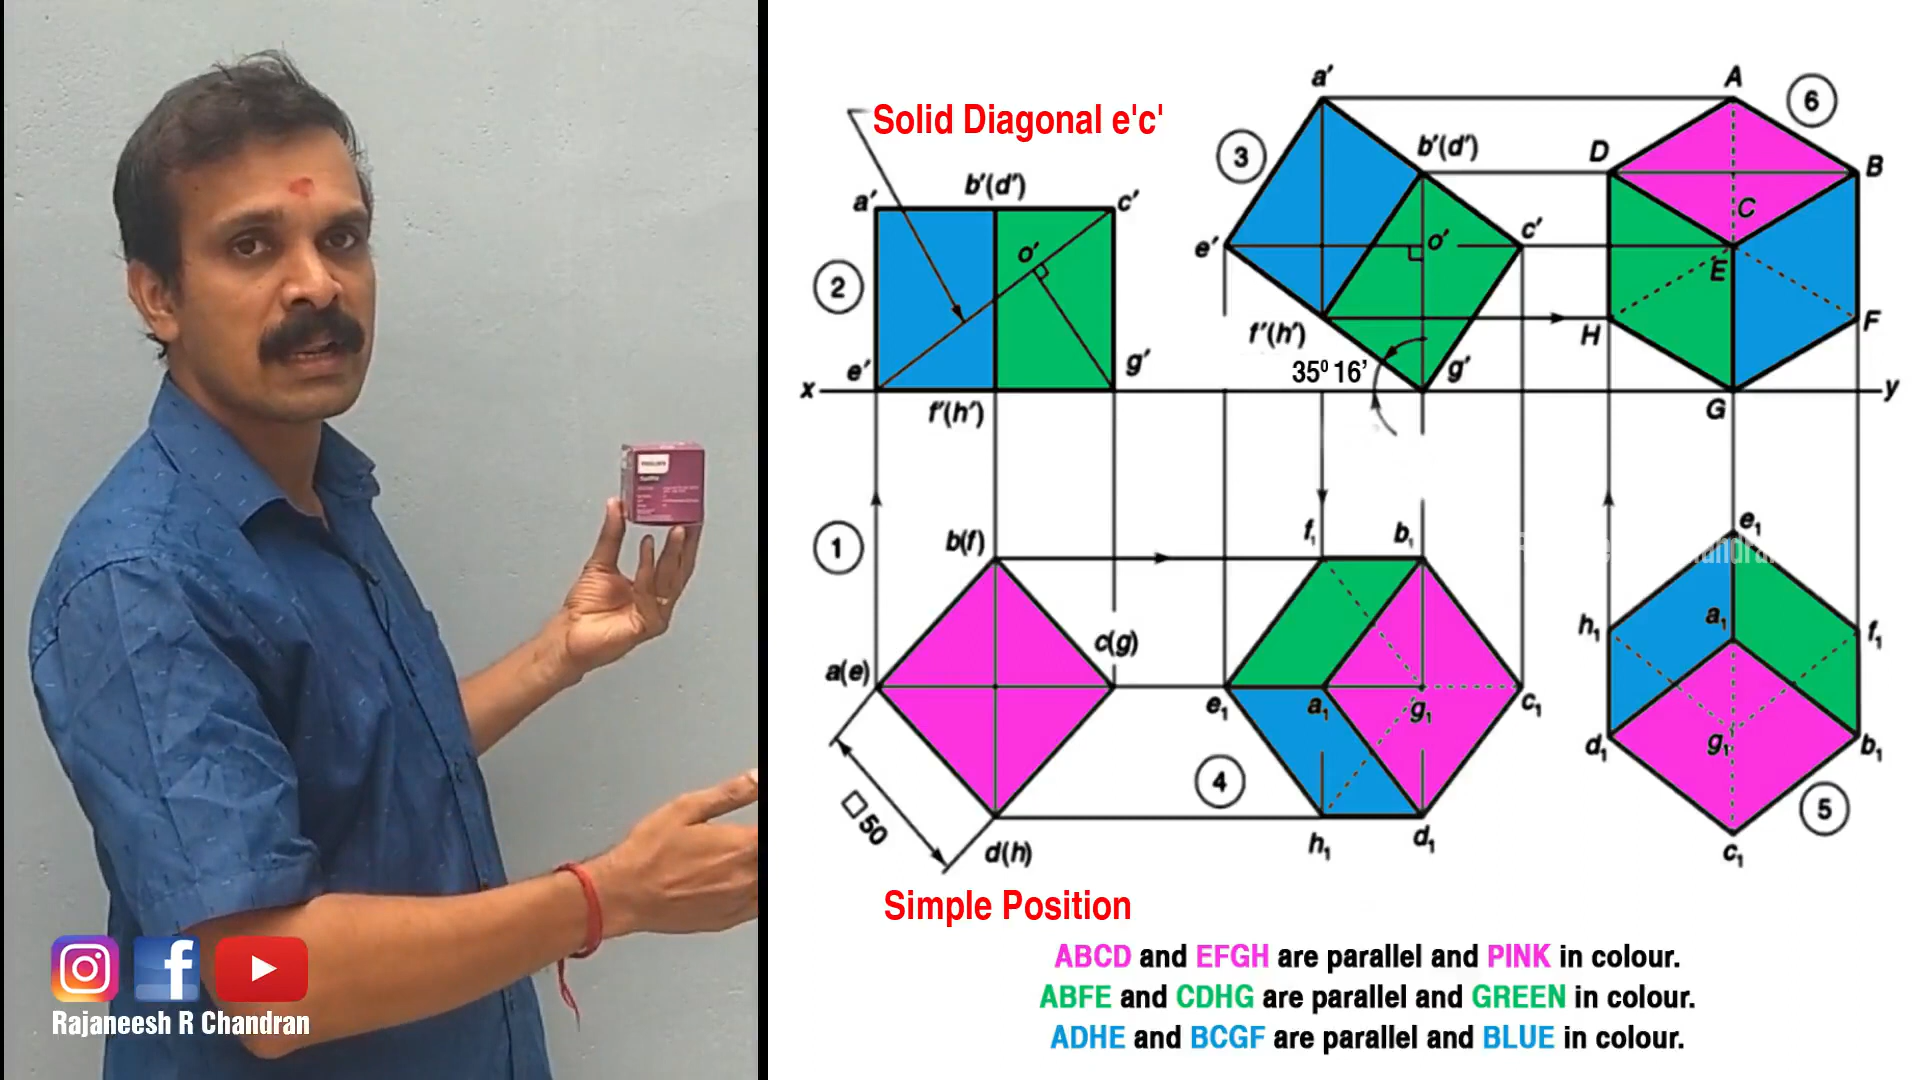 Solid Diagonal e'c'
a' b'(d') c'
2
o'
e' g'
x
f'(h')
1
b(f)
c(g)
a(e)
□50
d(h)
Simple Position
a'
3
b'(d')
e' o' c'
f'(h')
35⁰ 16'
g'
f₁ b₁
e₁ a₁ g₁ c₁
4
h₁ d₁
A
6
D B
C
E
H F
G
y
e₁
h₁ a₁ f₁
d₁ g₁ b₁
5
c₁
ABCD and EFGH are parallel and PINK in colour.
ABFE and CDHG are parallel and GREEN in colour.
ADHE and BCGF are parallel and BLUE in colour.
Rajaneesh R Chandran